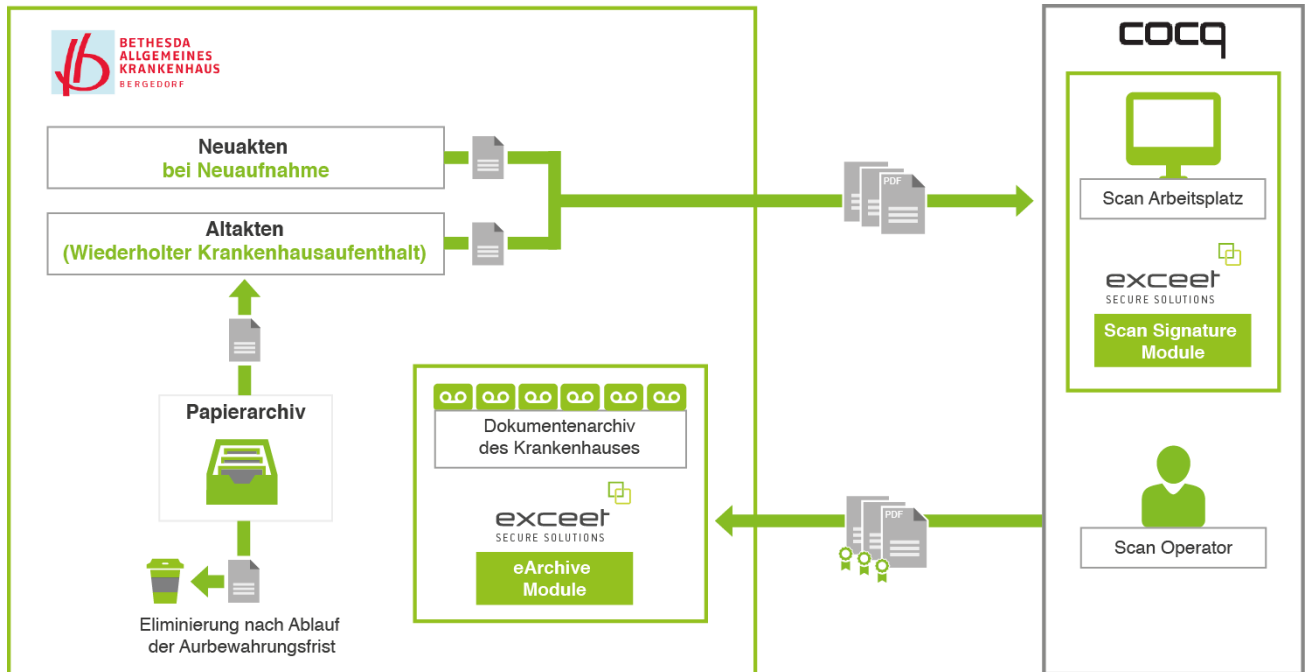 BETHESDA
ALLGEMEINES
KRANKENHAUS
BERGEDORF
Neuakten
bei Neuaufnahme
Altakten
(Wiederholter Krankenhausaufenthalt)
Papierarchiv
Eliminierung nach Ablauf
der Aurbewahrungsfrist
Dokumentenarchiv
des Krankenhauses
exceet
SECURE SOLUTIONS
eArchive
Module
PDF
PDF
cocq
Scan Arbeitsplatz
exceet
SECURE SOLUTIONS
Scan Signature
Module
Scan Operator